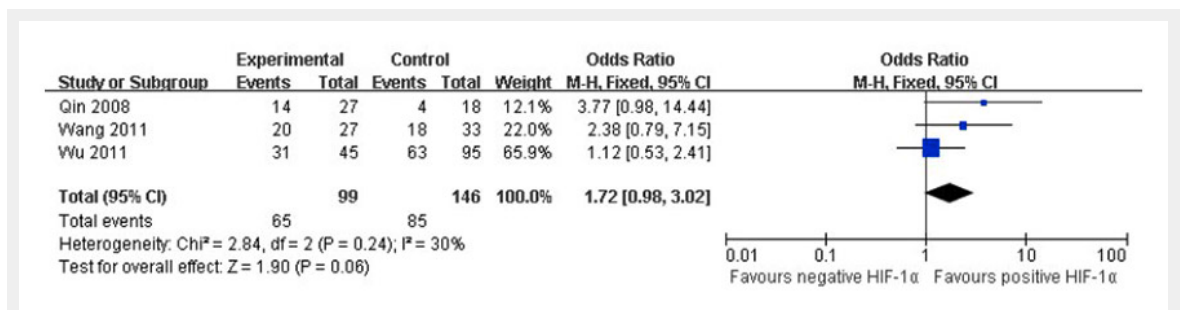 Experimental Control Odds Ratio Odds Ratio
Study or Subgroup Events Total Events Total Weight M-H, Fixed, 95% CI M-H, Fixed, 95% CI
Qin 2008 14 27 4 18 12.1% 3.77 [0.98, 14.44]
Wang 2011 20 27 18 33 22.0% 2.38 [0.79, 7.15]
Wu 2011 31 45 63 95 65.9% 1.12 [0.53, 2.41]
Total (95% CI) 99 146 100.0% 1.72 [0.98, 3.02]
Total events 65 85
Heterogeneity: Chi² = 2.84, df = 2 (P = 0.24); I² = 30%
Test for overall effect: Z = 1.90 (P = 0.06)
0.01 0.1 1 10 100
Favours negative HIF-1α Favours positive HIF-1α